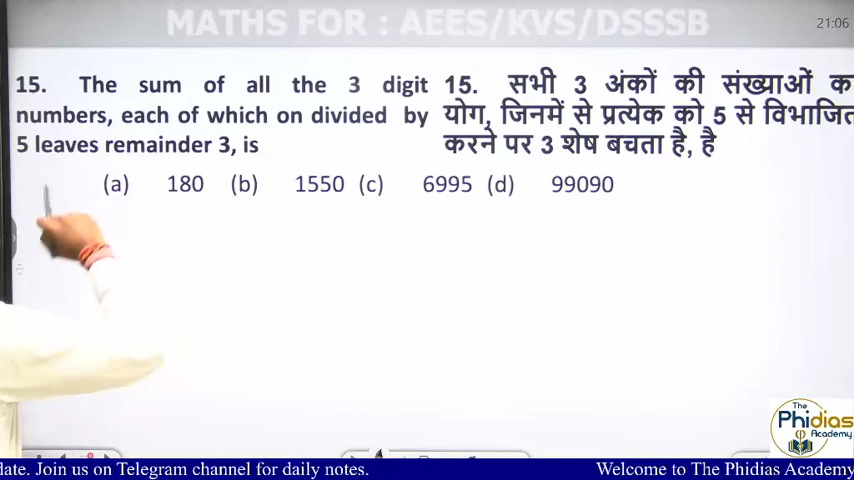 MATHS FOR : AEES/KVS/DSSSB
21:06
15. The sum of all the 3 digit
numbers, each of which on divided by
5 leaves remainder 3, is
(a) 180 (b) 1550 (c) 6995 (d) 99090
15. सभी 3 अंकों की संख्याओं क
योग, जिनमें से प्रत्येक को 5 से विभाजित
करने पर 3 शेष बचता है, है
The
Phidias
Academy
date. Join us on Telegram channel for daily notes.
Welcome to The Phidias Academy